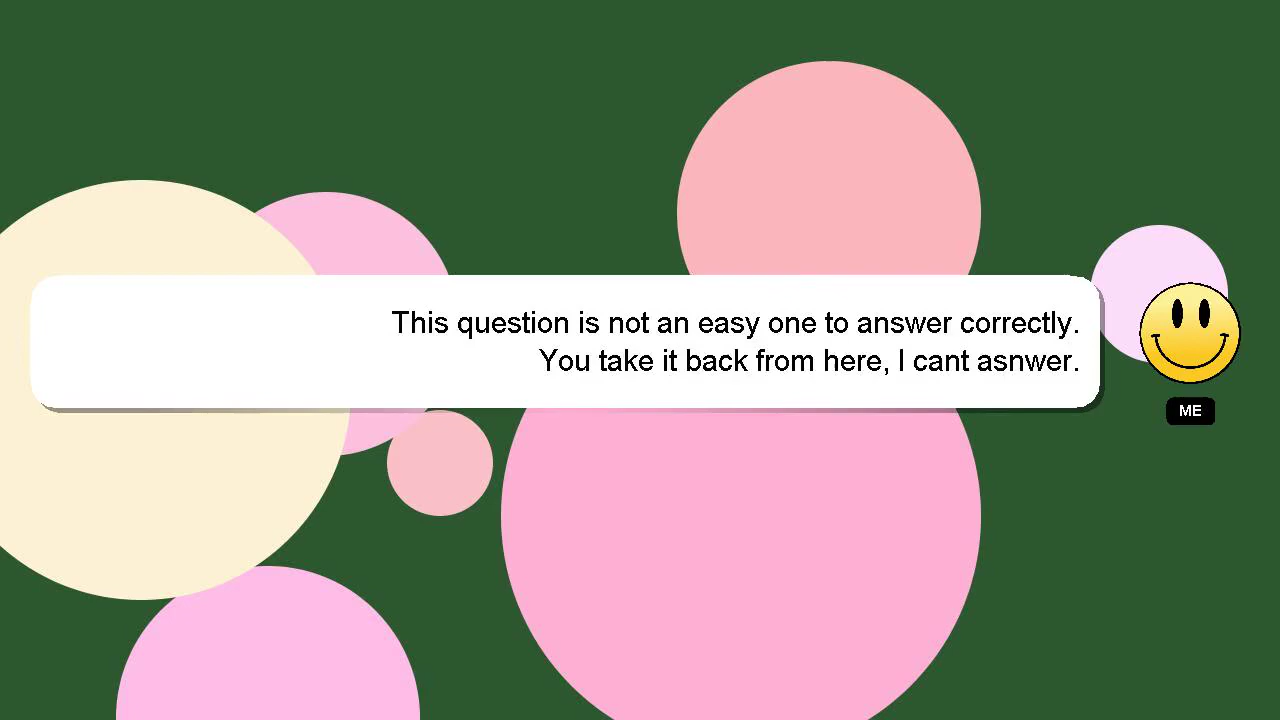 This question is not an easy one to answer correctly.
You take it back from here, I cant asnwer.
ME